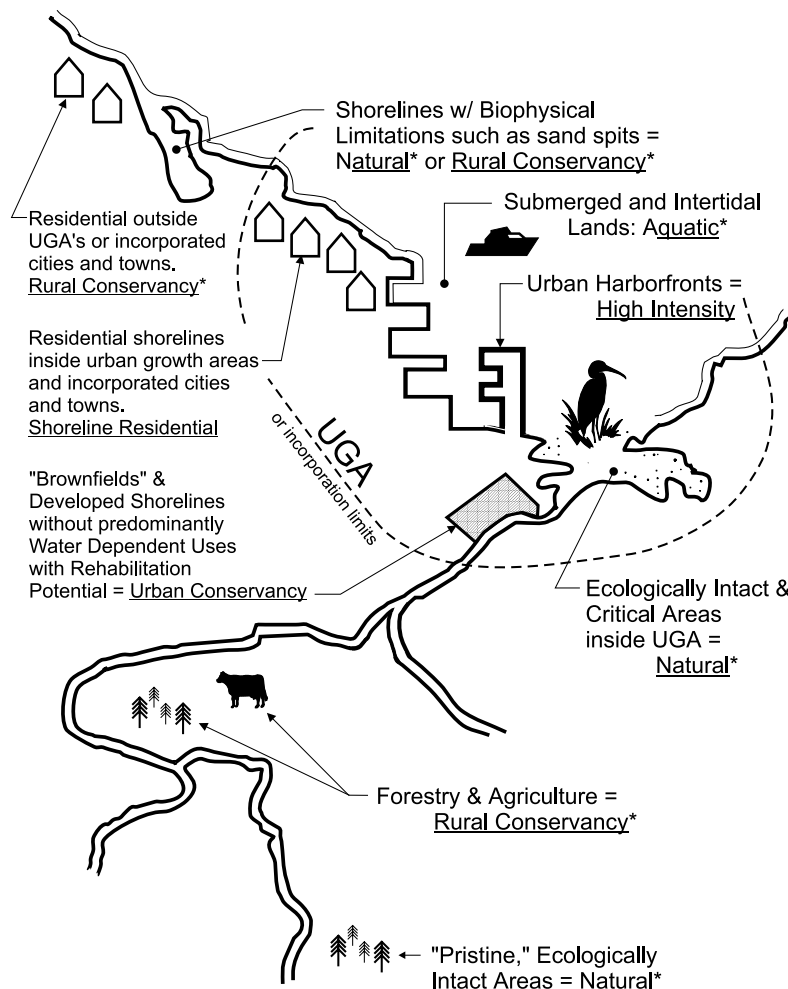 Shorelines w/ Biophysical
Limitations such as sand spits =
Natural* or Rural Conservancy*
Submerged and Intertidal
Lands: Aquatic*
Residential outside
UGA's or incorporated
cities and towns.
Rural Conservancy*
Urban Harborfronts =
High Intensity
Residential shorelines
inside urban growth areas
and incorporated cities
and towns.
Shoreline Residential
UGA
or incorporation limits
"Brownfields" &
Developed Shorelines
without predominantly
Water Dependent Uses
with Rehabilitation
Potential = Urban Conservancy
Ecologically Intact &
Critical Areas
inside UGA =
Natural*
Forestry & Agriculture =
Rural Conservancy*
"Pristine," Ecologically
Intact Areas = Natural*